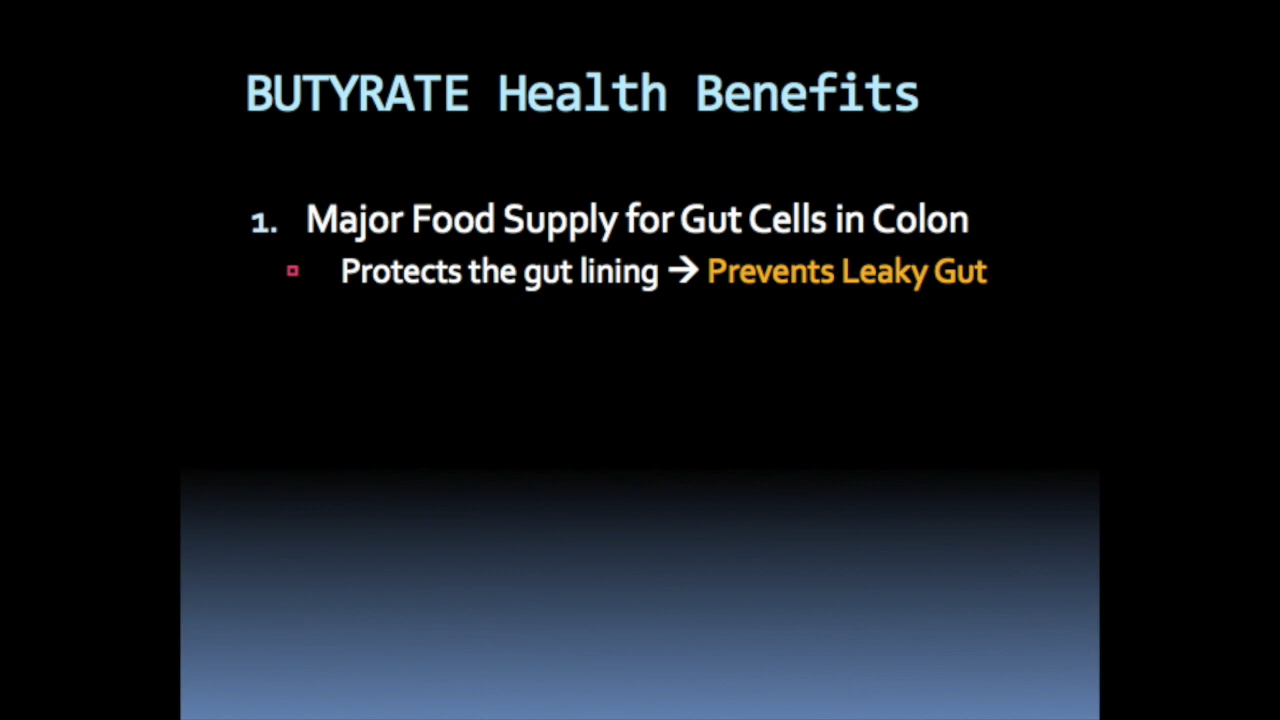 BUTYRATE Health Benefits
1. Major Food Supply for Gut Cells in Colon
Protects the gut lining → Prevents Leaky Gut